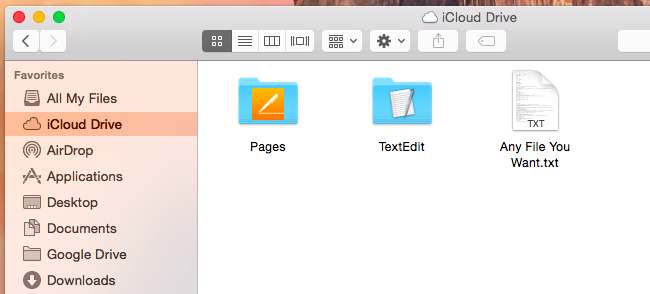 iCloud Drive
Favorites
All My Files
iCloud Drive
AirDrop
Applications
Desktop
Documents
Google Drive
Downloads
Pages
TextEdit
TXT
Any File You
Want.txt